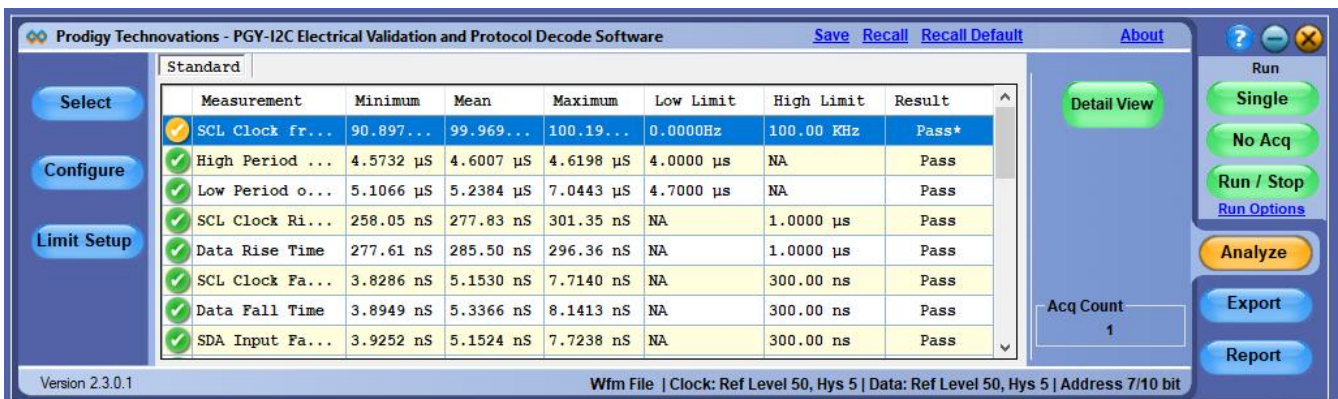 Prodigy Technovations - PGY-I2C Electrical Validation and Protocol Decode Software Save Recall Recall Default About
Select
Configure
Limit Setup
Standard
Measurement Minimum Mean Maximum Low Limit High Limit Result
SCL Clock fr... 90.897... 99.969... 100.19... 0.0000Hz 100.00 KHz Pass*
High Period ... 4.5732 µS 4.6007 µS 4.6198 µS 4.0000 µs NA Pass
Low Period o... 5.1066 µS 5.2384 µS 7.0443 µS 4.7000 µs NA Pass
SCL Clock Ri... 258.05 nS 277.83 nS 301.35 nS NA 1.0000 µs Pass
Data Rise Time 277.61 nS 285.50 nS 296.36 nS NA 1.0000 µs Pass
SCL Clock Fa... 3.8286 nS 5.1530 nS 7.7140 nS NA 300.00 ns Pass
Data Fall Time 3.8949 nS 5.3366 nS 8.1413 nS NA 300.00 ns Pass
SDA Input Fa... 3.9252 nS 5.1524 nS 7.7238 nS NA 300.00 ns Pass
Detail View
Acq Count
1
?
Run
Single
No Acq
Run / Stop
Run Options
Analyze
Export
Report
Version 2.3.0.1 Wfm File | Clock: Ref Level 50, Hys 5 | Data: Ref Level 50, Hys 5 | Address 7/10 bit